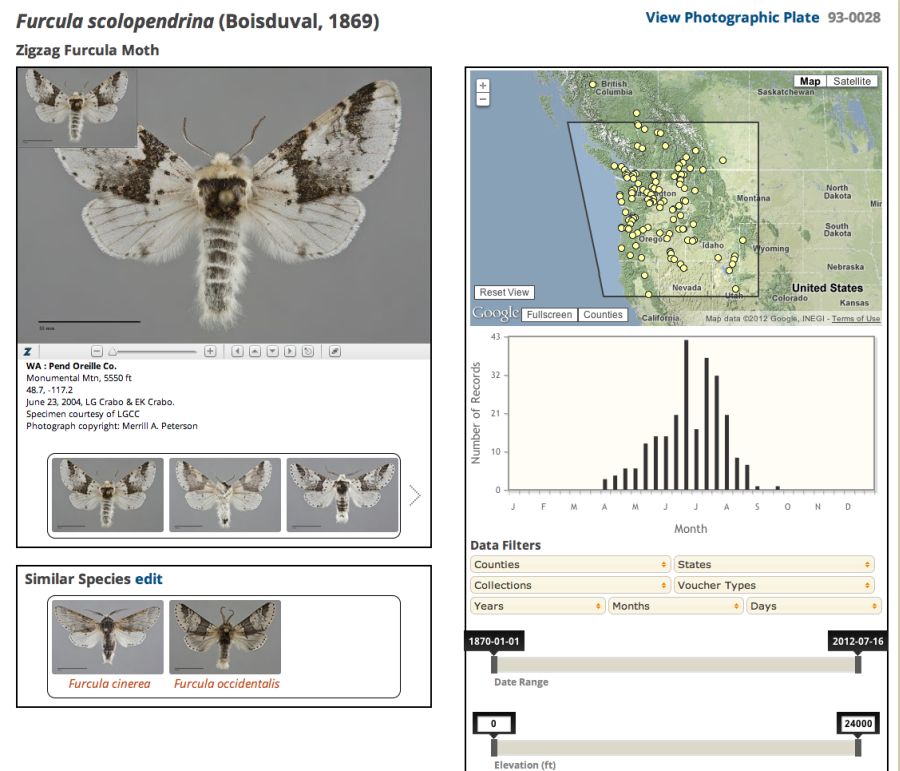 Furcula scolopendrina (Boisduval, 1869)
View Photographic Plate 93-0028
Zigzag Furcula Moth
WA : Pend Oreille Co.
Monumental Mtn, 5550 ft
48.7, -117.2
June 23, 2004, LG Crabo & EK Crabo.
Specimen courtesy of LGCC
Photograph copyright: Merrill A. Peterson
Similar Species edit
Furcula cinerea
Furcula occidentalis
British
Columbia
Saskatchewan
Map
Satellite
Montana
North
Dakota
South
Dakota
Idaho
Wyoming
Nebraska
Nevada
Utah
United States
Colorado
Kansas
California
Reset View
Google
Fullscreen
Counties
Map data ©2012 Google, INEGI - Terms of Use
Number of Records
43
32
21
10
0
J F M A M J J A S O N D
Month
Data Filters
Counties
States
Collections
Voucher Types
Years
Months
Days
1870-01-01
2012-07-16
Date Range
0
24000
Elevation (ft)